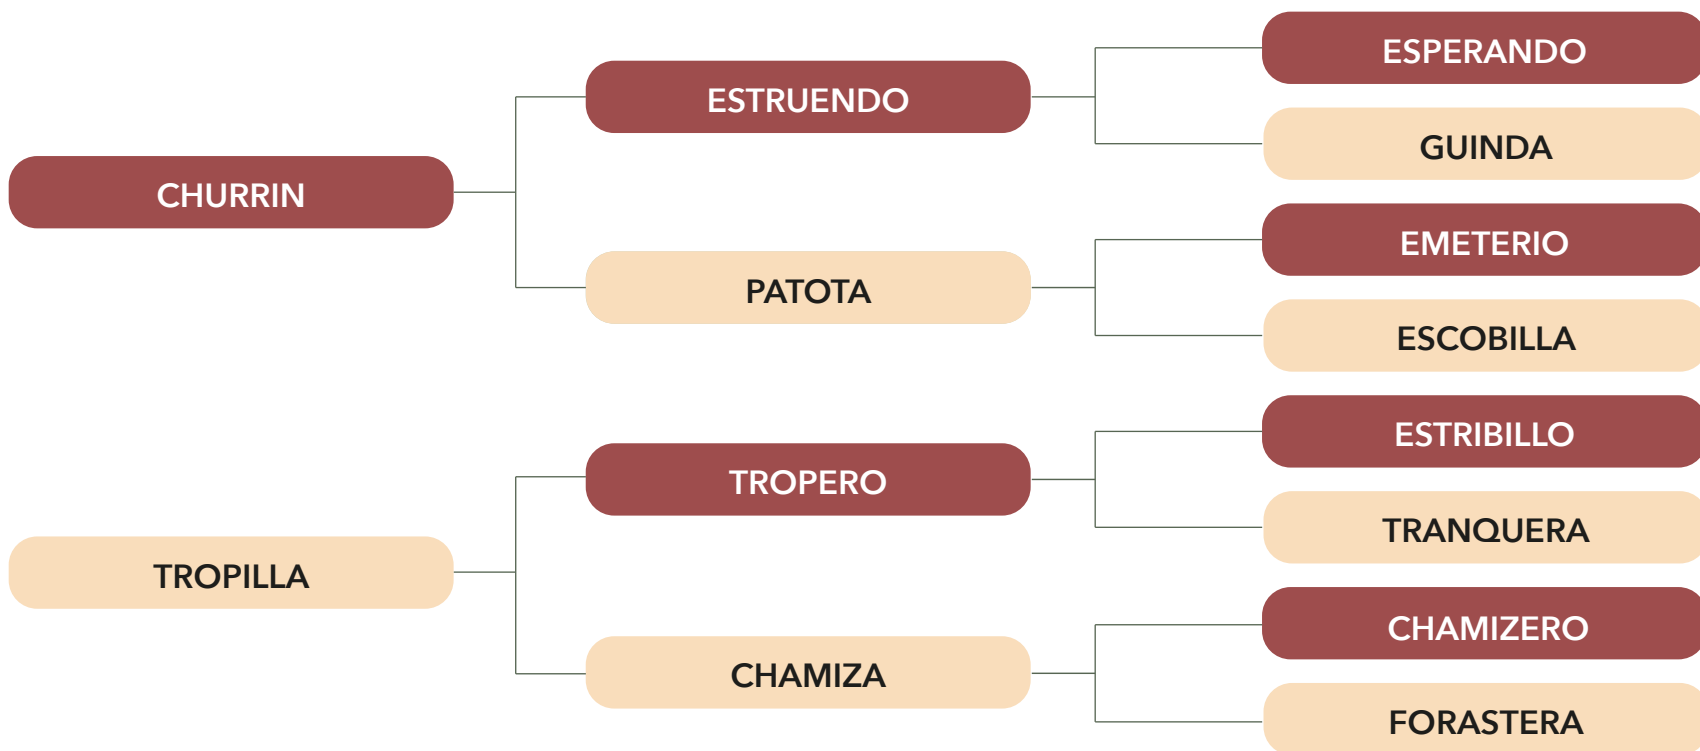 ESPERANDO
ESTRUENDO
GUINDA
CHURRIN
EMETERIO
PATOTA
ESCOBILLA
ESTRIBILLO
TROPERO
TRANQUERA
TROPILLA
CHAMIZERO
CHAMIZA
FORASTERA